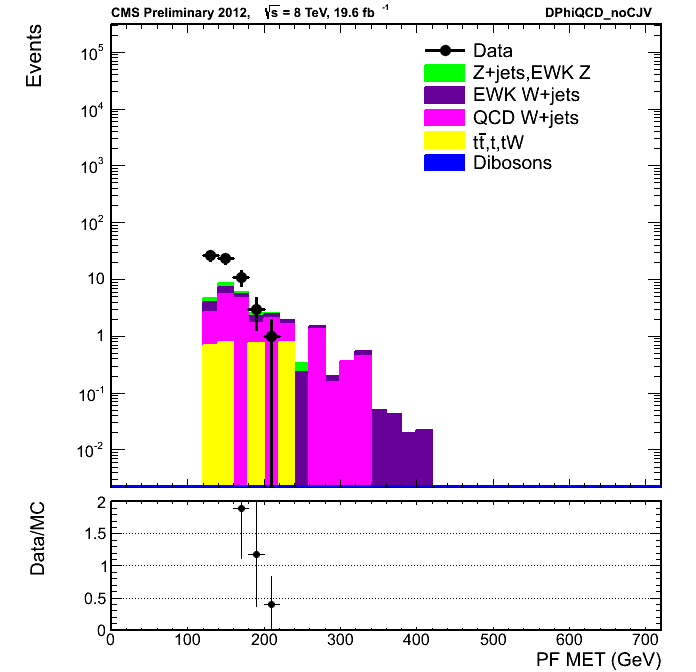 CMS Preliminary 2012, √s = 8 TeV, 19.6 fb⁻¹ DPhiQCD_noCJV
Events
10⁵
10⁴
10³
10²
10
1
10⁻¹
10⁻²
Data
Z+jets,EWK Z
EWK W+jets
QCD W+jets
tt̄,t,tW
Dibosons
Data/MC
2
1.5
1
0.5
0
0 100 200 300 400 500 600 700
PF MET (GeV)